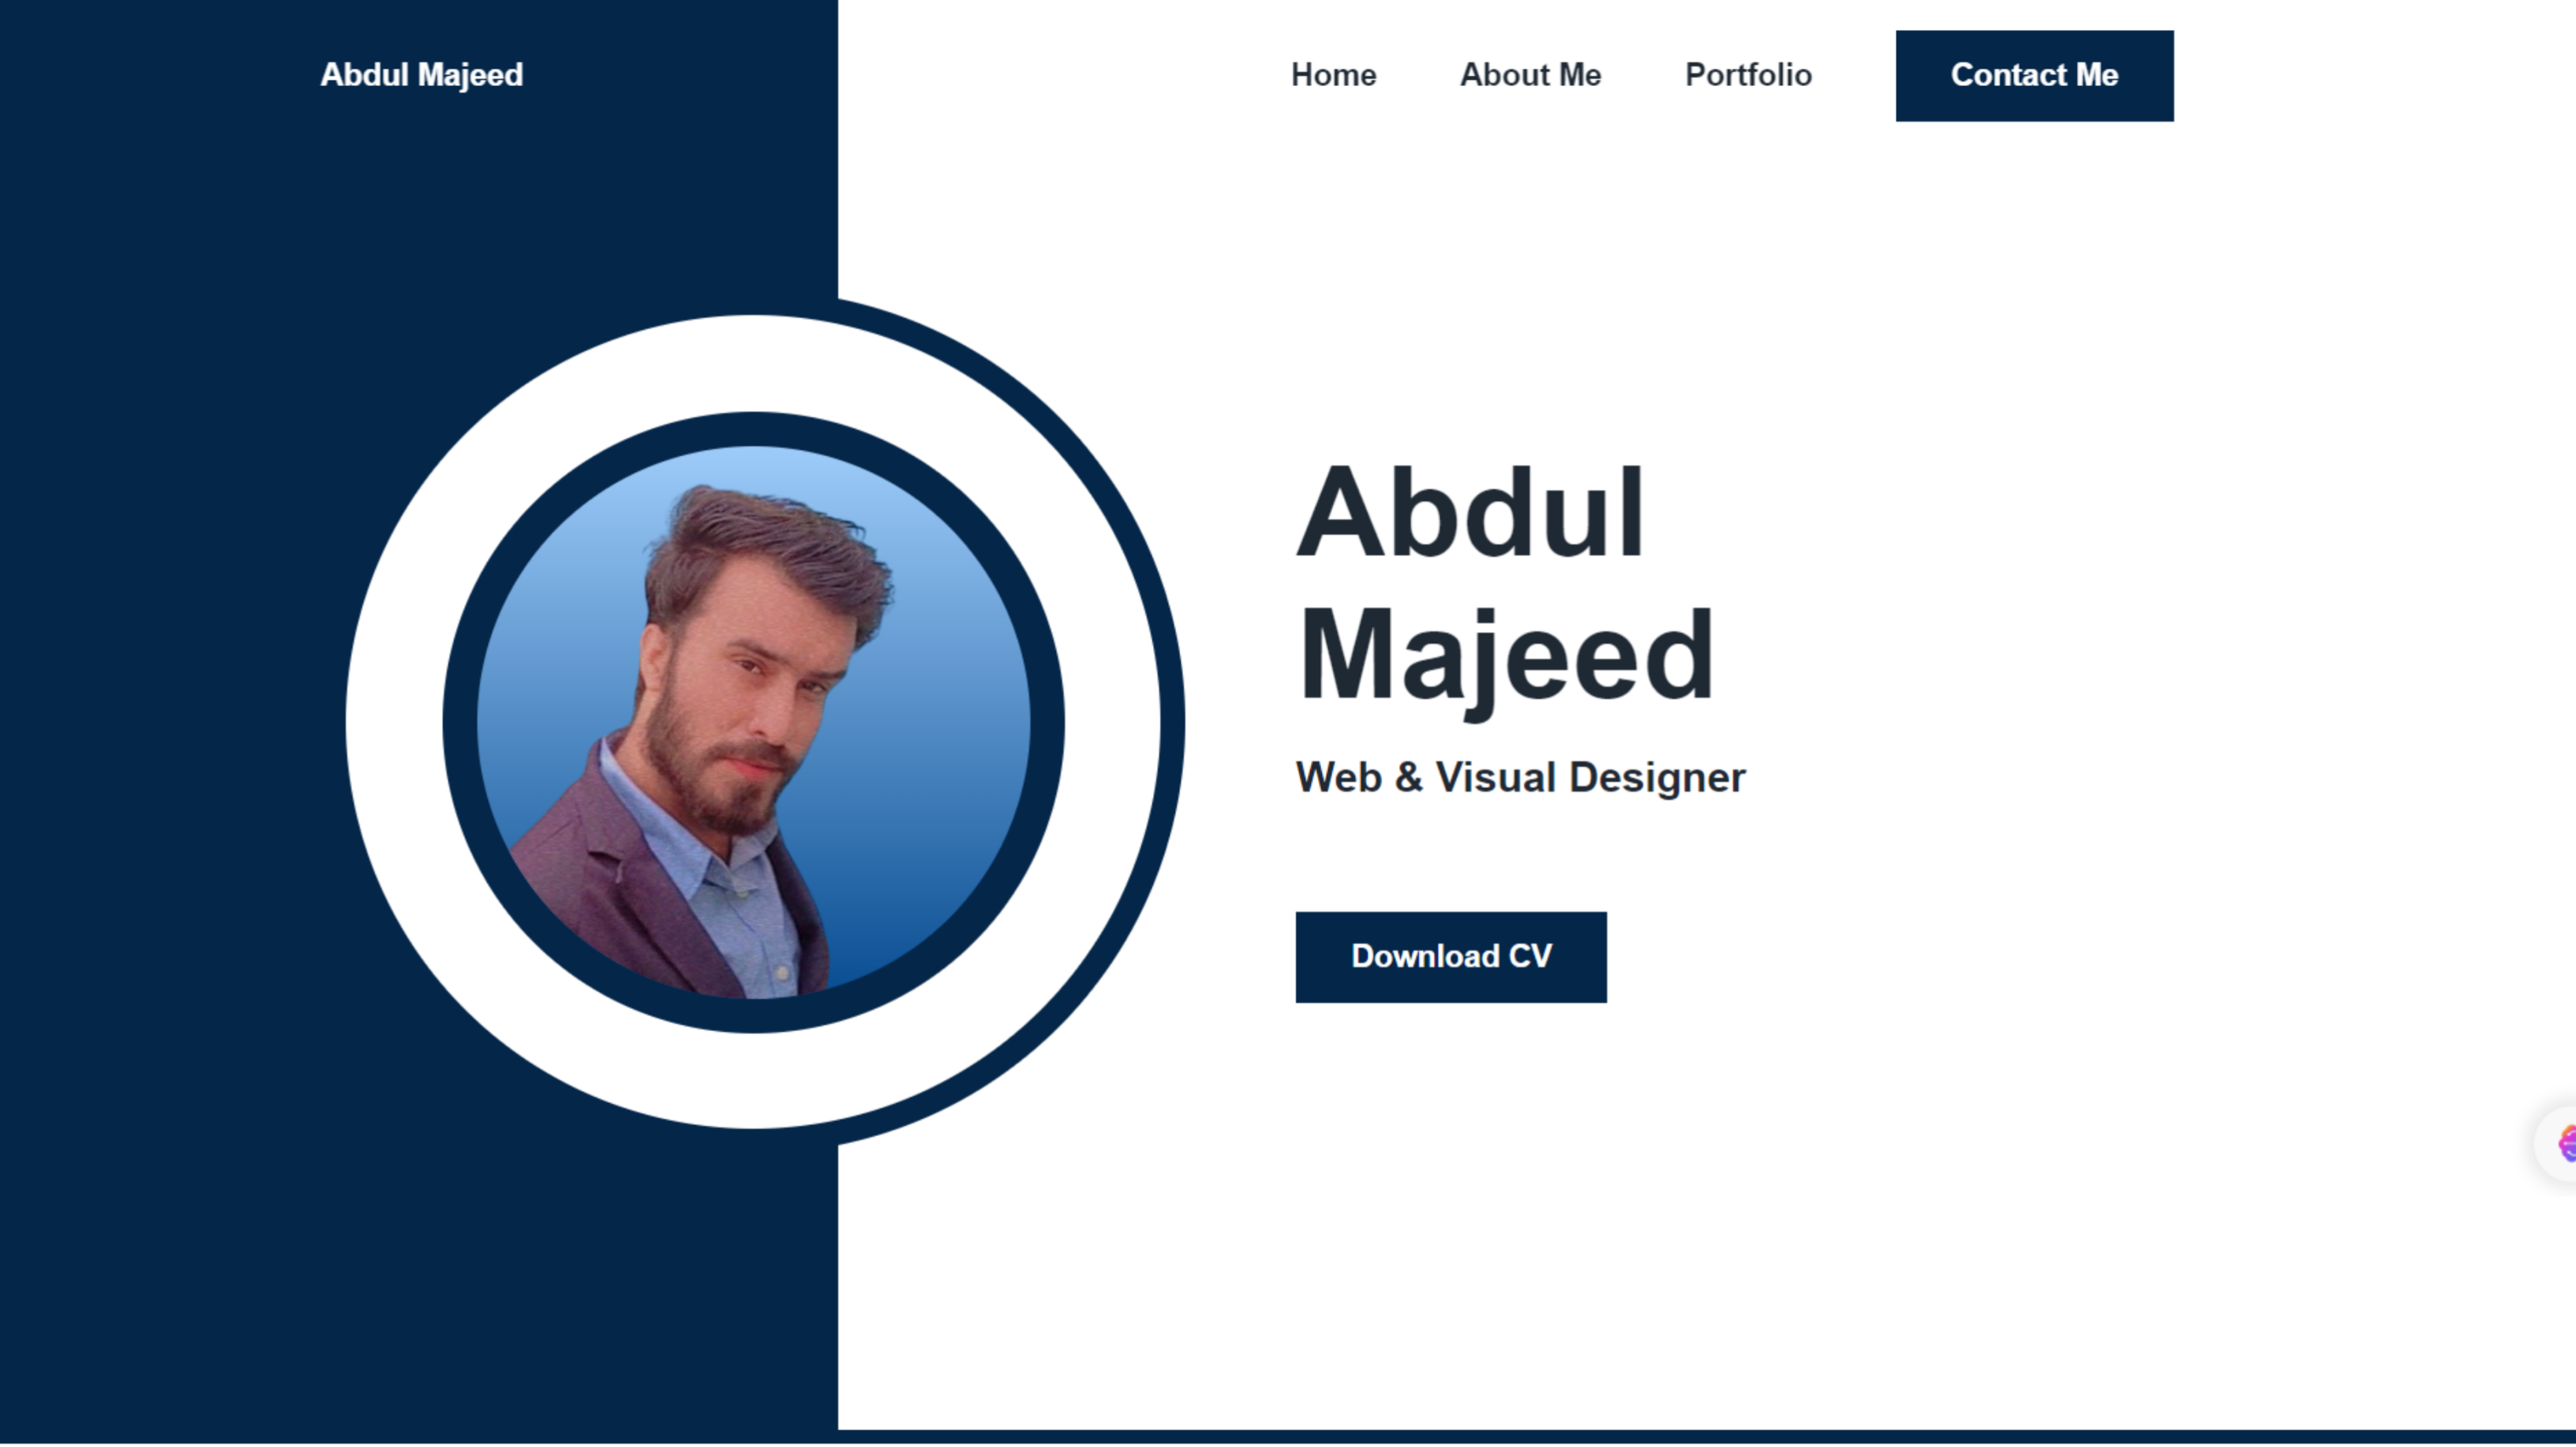 Abdul Majeed
Home
About Me
Portfolio
Contact Me
Abdul
Majeed
Web & Visual Designer
Download CV